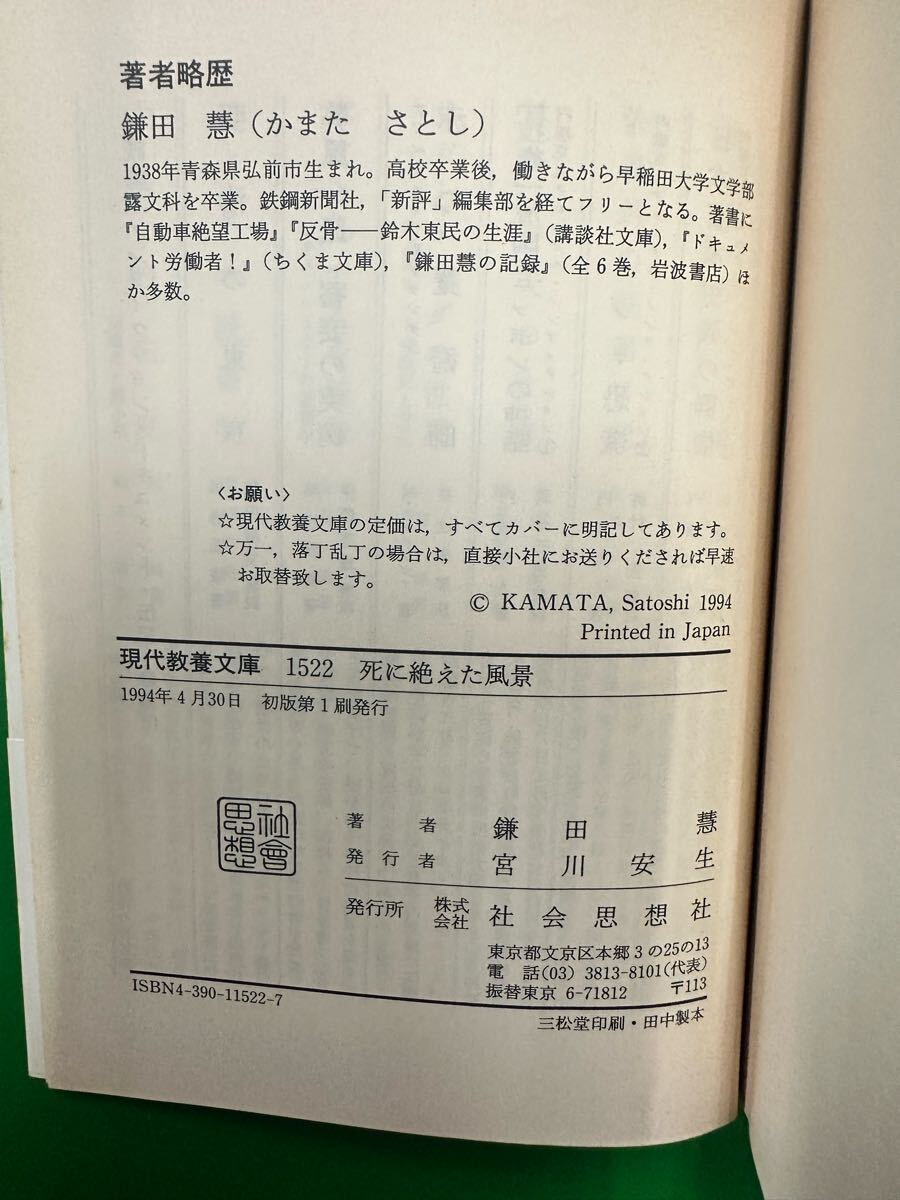 著者略歴
鎌田 慧（かまた さとし）
1938年青森県弘前市生まれ。高校卒業後，働きながら早稲田大学文学部
露文科を卒業。鉄鋼新聞社，「新評」編集部を経てフリーとなる。著書に
『自動車絶望工場』『反骨——鈴木東民の生涯』（講談社文庫），『ドキュメ
ント労働者！』（ちくま文庫），『鎌田慧の記録』（全6巻，岩波書店）ほ
か多数。
〈お願い〉
☆現代教養文庫の定価は，すべてカバーに明記してあります。
☆万一，落丁乱丁の場合は，直接小社にお送りくだされば早速
お取替致します。
© KAMATA, Satoshi 1994
Printed in Japan
現代教養文庫 1522 死に絶えた風景
1994年4月30日 初版第1刷発行
社會思想
著者 鎌田慧
発行者 宮川安生
発行所 株式会社 社会思想社
東京都文京区本郷3の25の13
電話(03) 3813-8101(代表)
振替東京 6-71812 〒113
ISBN4-390-11522-7
三松堂印刷・田中製本